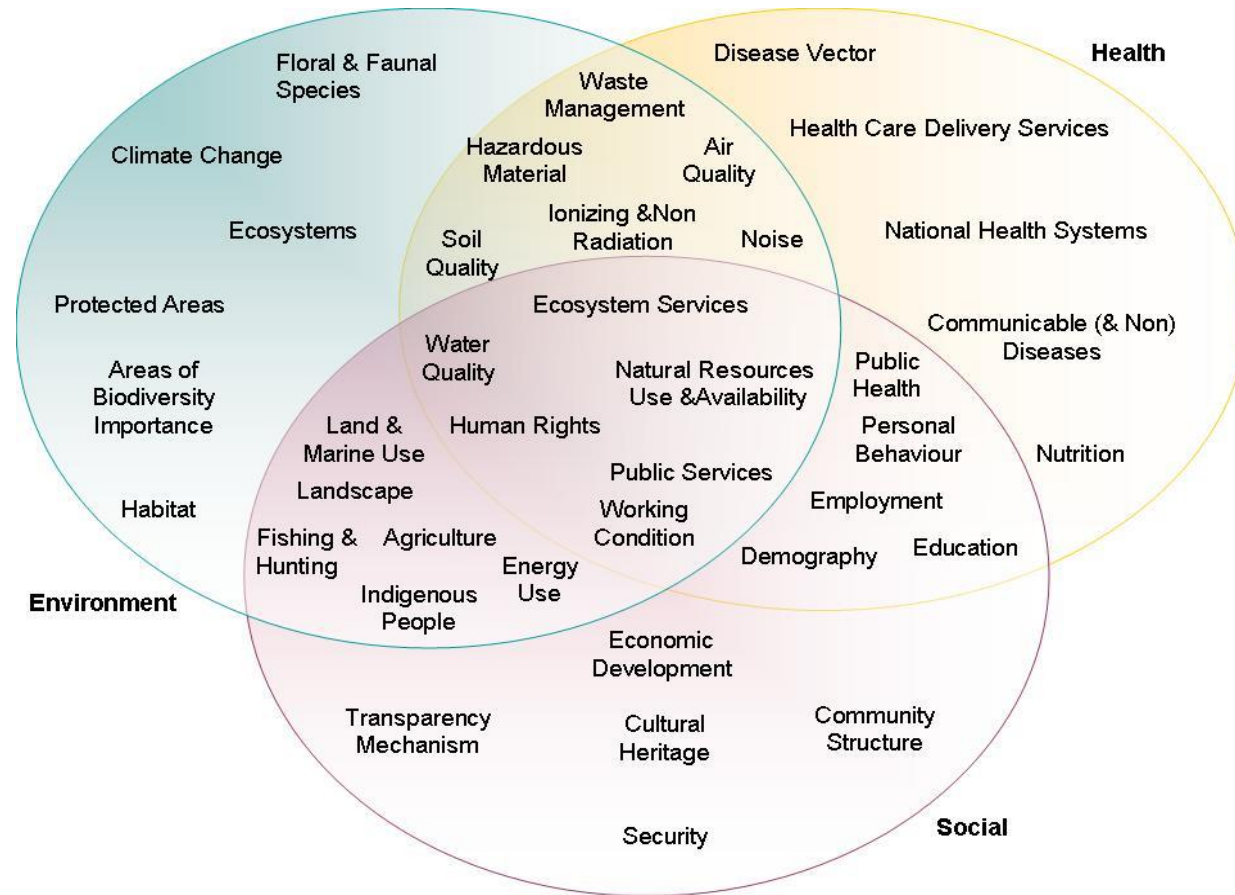 Disease Vector
Health
Floral & Faunal
Species
Waste
Management
Health Care Delivery Services
Climate Change
Hazardous
Material
Air
Quality
Ecosystems
Ionizing &Non
Radiation
Noise
National Health Systems
Soil
Quality
Protected Areas
Ecosystem Services
Communicable (& Non)
Diseases
Water
Quality
Natural Resources
Use &Availability
Public
Health
Areas of
Biodiversity
Importance
Land &
Marine Use
Human Rights
Personal
Behaviour
Nutrition
Landscape
Public Services
Habitat
Working
Condition
Employment
Fishing &
Hunting
Agriculture
Energy
Use
Demography
Education
Environment
Indigenous
People
Economic
Development
Transparency
Mechanism
Cultural
Heritage
Community
Structure
Security
Social